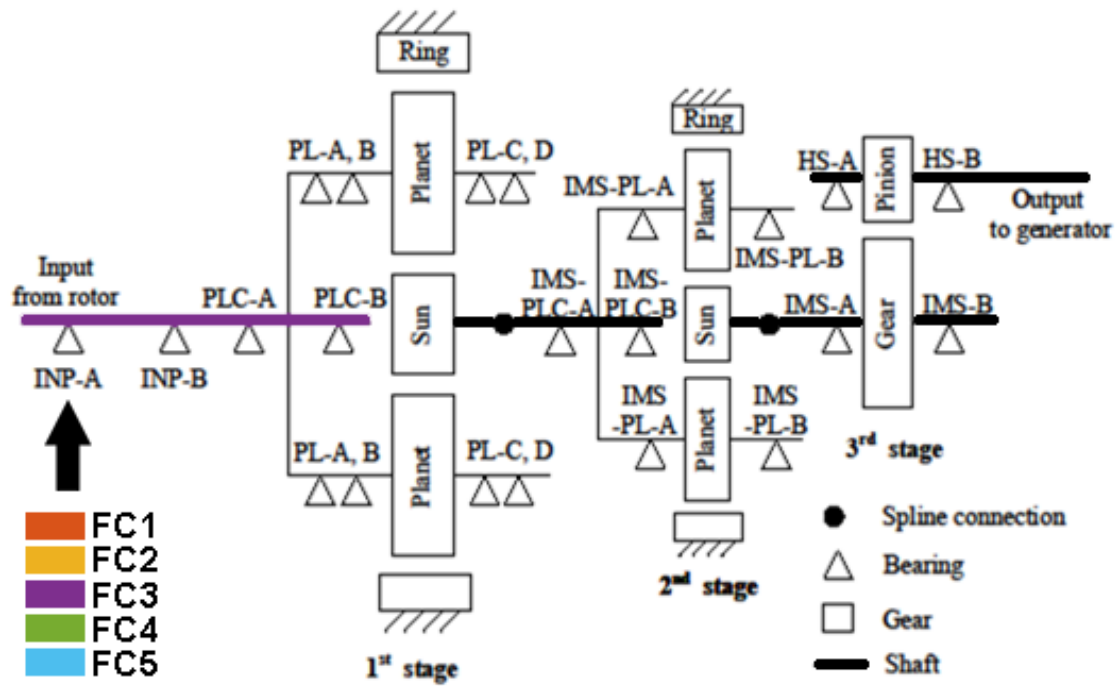 Ring
Planet
PL-A, B
PL-C, D
Ring
Planet
IMS-PL-A
IMS-PL-B
HS-A
Pinion
HS-B
Output
to generator
Input
from rotor
PLC-A
PLC-B
Sun
IMS-
PLC-A
IMS-
PLC-B
Sun
IMS-A
Gear
IMS-B
INP-A
INP-B
PL-A, B
Planet
PL-C, D
IMS
-PL-A
Planet
IMS
-PL-B
3rd stage
2nd stage
1st stage
FC1
FC2
FC3
FC4
FC5
Spline connection
Bearing
Gear
Shaft